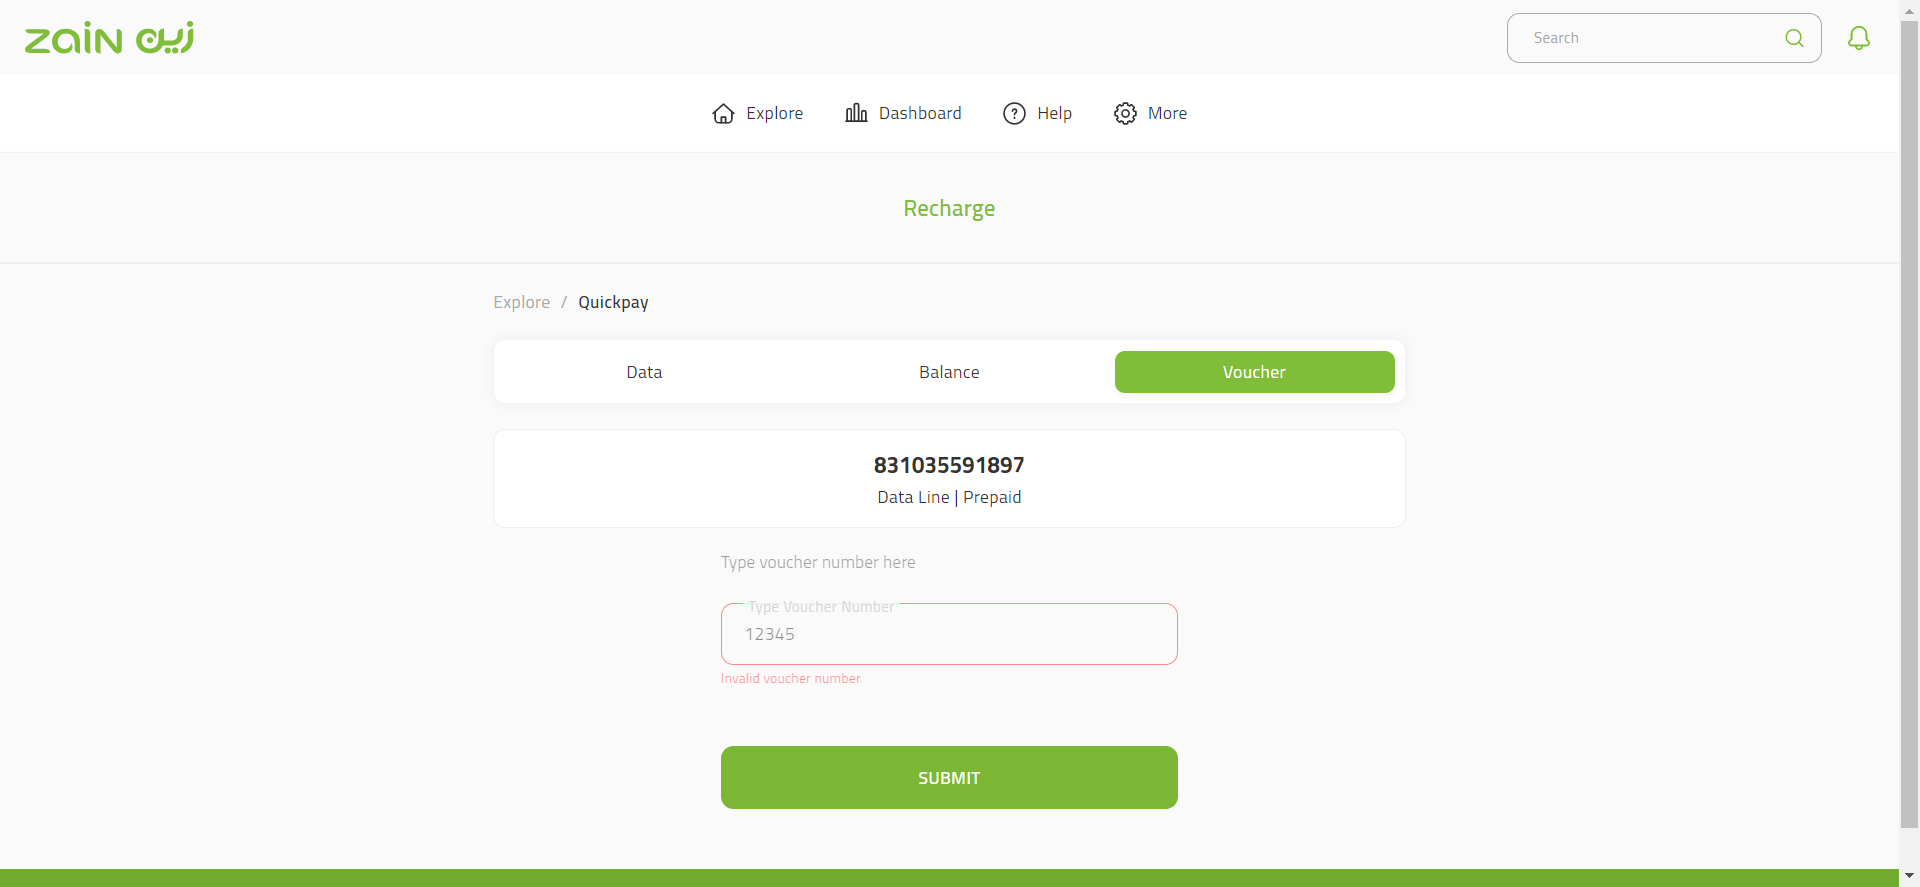 zain زين
Search
Explore
Dashboard
Help
More
Recharge
Explore / Quickpay
Data
Balance
Voucher
831035591897
Data Line | Prepaid
Type voucher number here
Type Voucher Number
12345
Invalid voucher number
SUBMIT